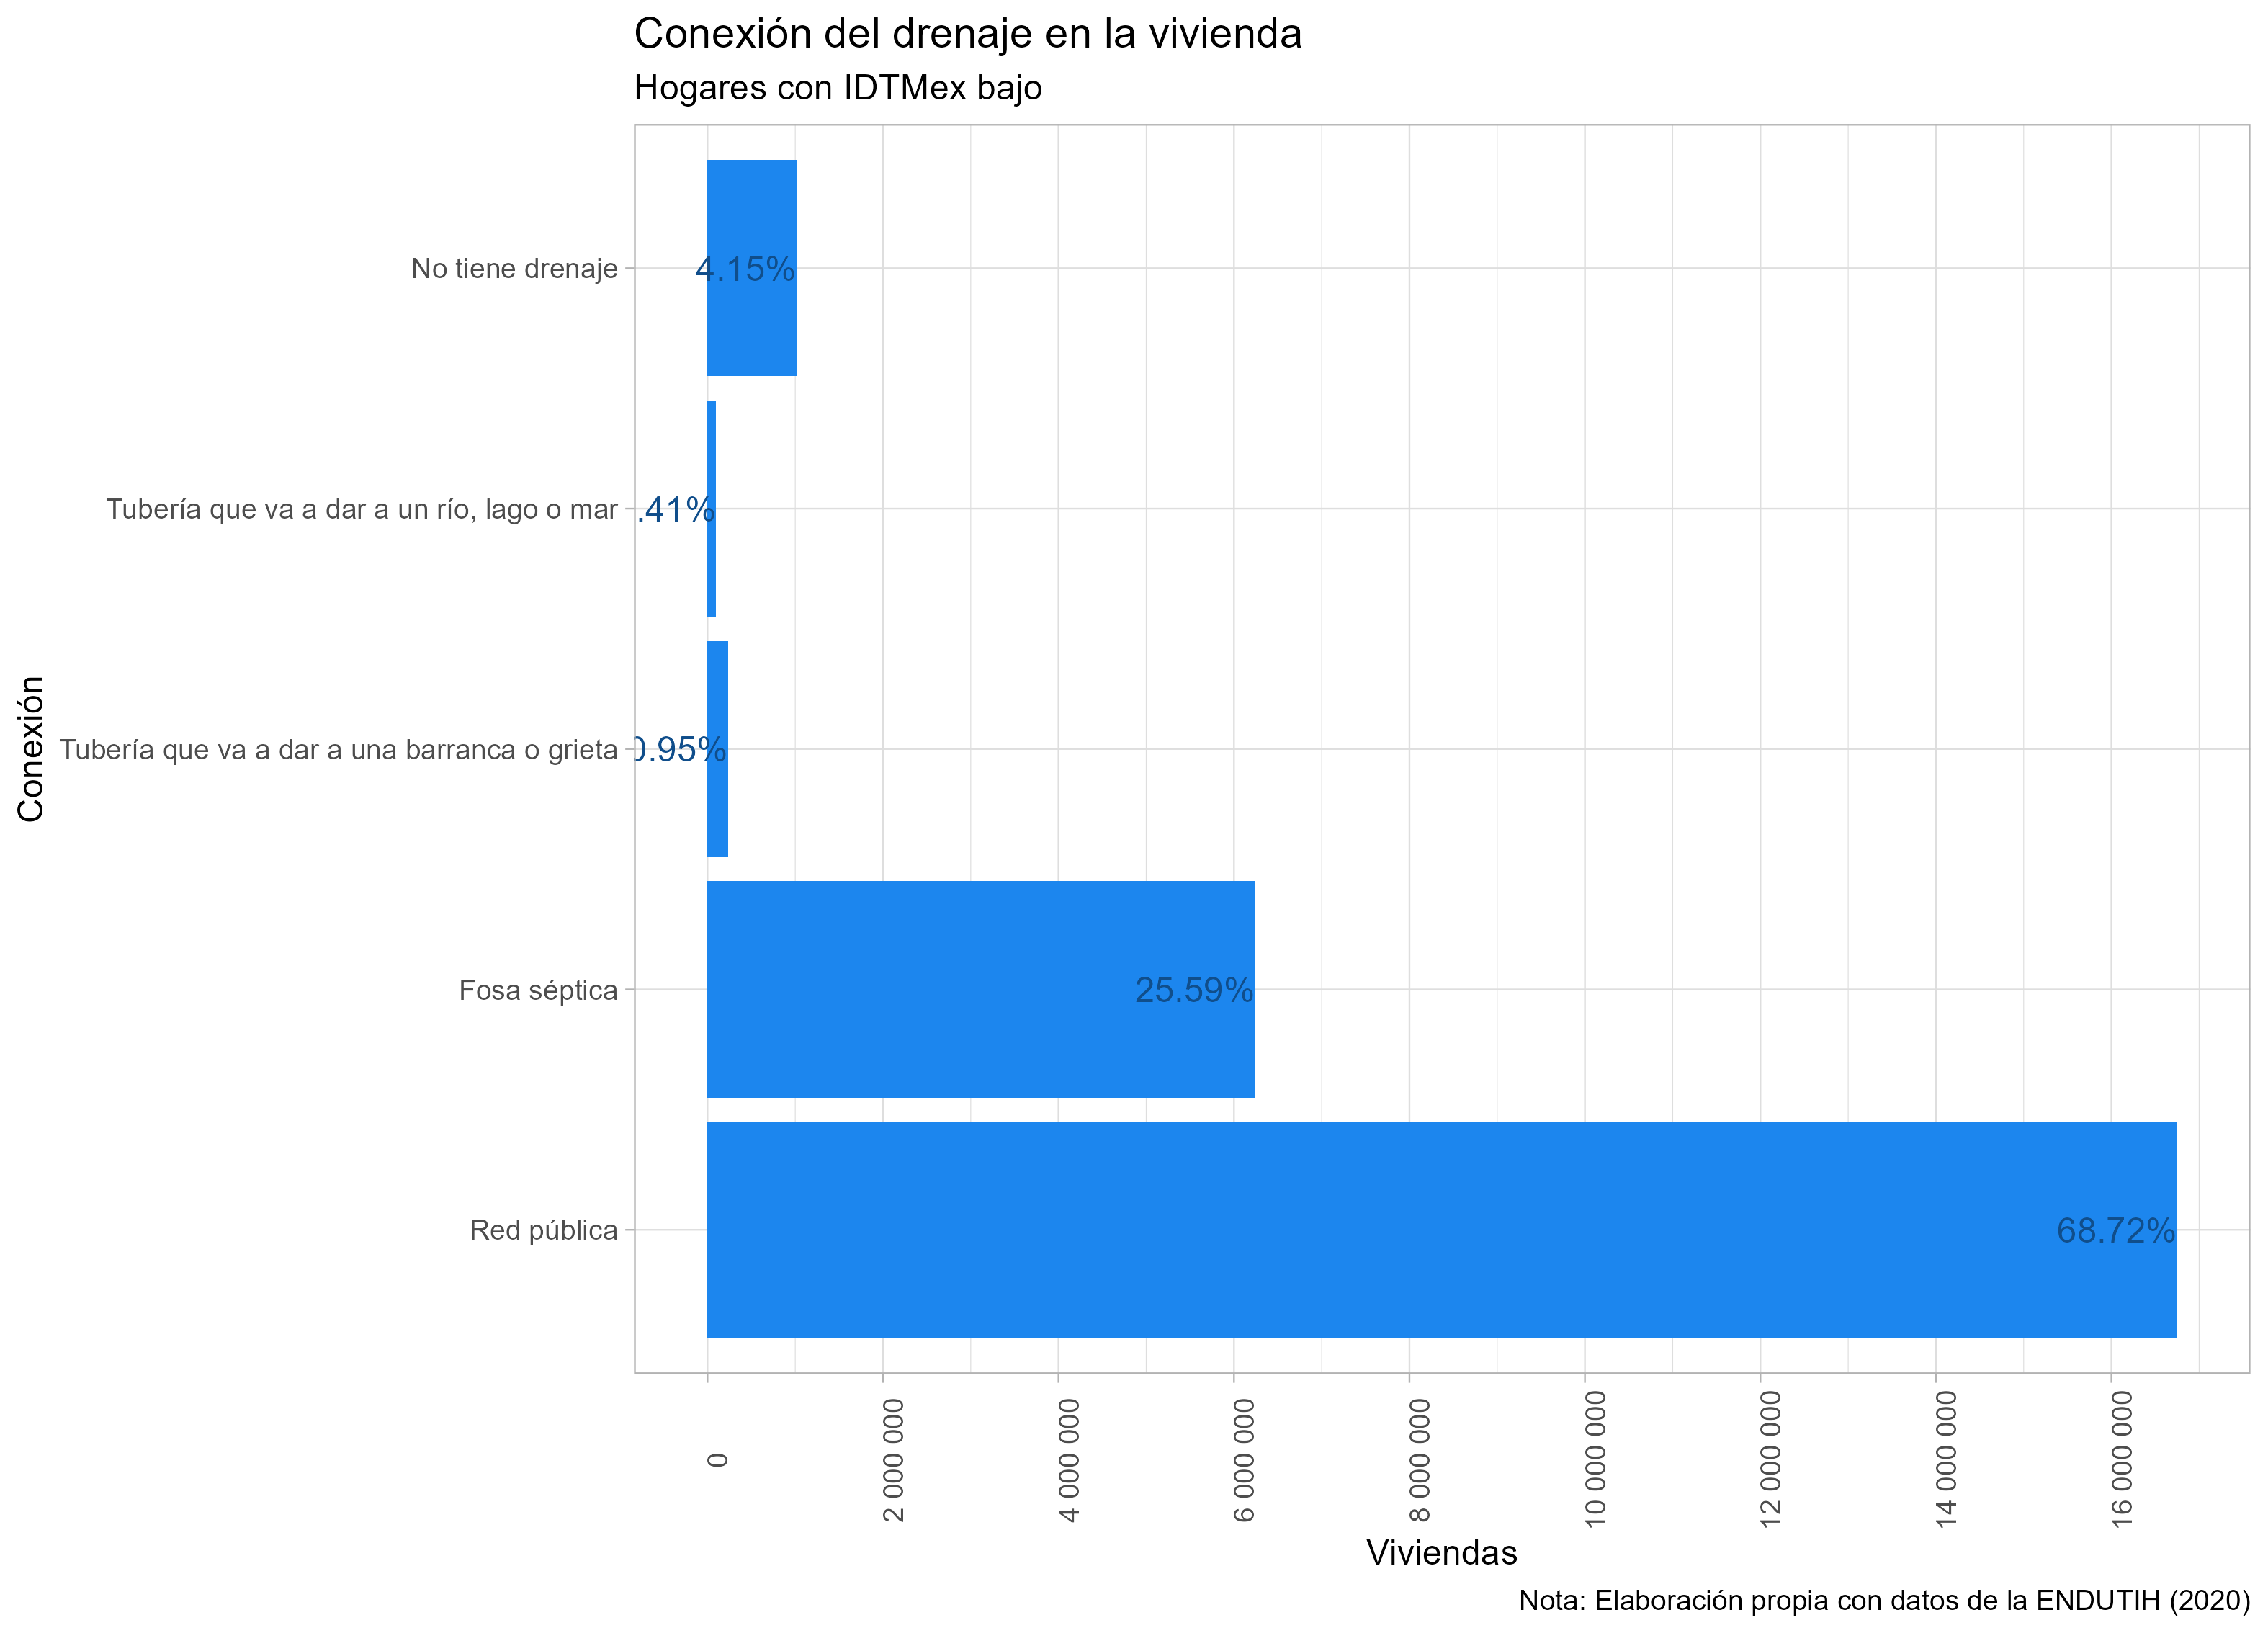 Conexión del drenaje en la vivienda
Hogares con IDTMex bajo
Conexión
No tiene drenaje
4.15%
Tubería que va a dar a un río, lago o mar
.41%
Tubería que va a dar a una barranca o grieta
0.95%
Fosa séptica
25.59%
Red pública
68.72%
0
2 000 000
4 000 000
6 000 000
8 000 000
10 000 000
12 000 000
14 000 000
16 000 000
Viviendas
Nota: Elaboración propia con datos de la ENDUTIH (2020)